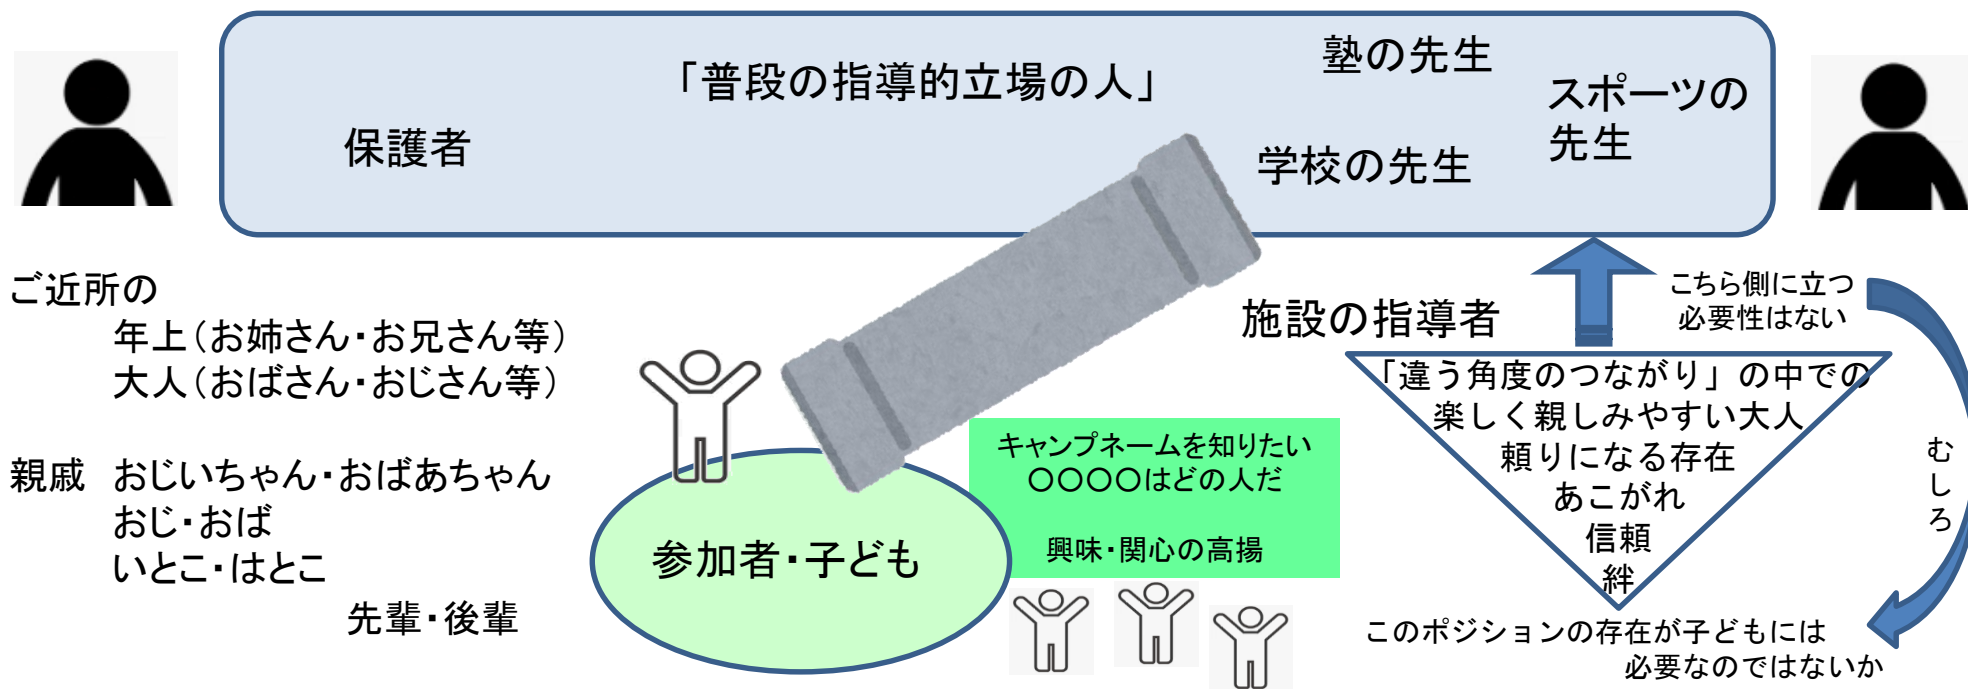 「普段の指導的立場の人」
保護者
塾の先生
学校の先生
スポーツの
先生
ご近所の
年上(お姉さん・お兄さん等)
大人(おばさん・おじさん等)
親戚 おじいちゃん・おばあちゃん
おじ・おば
いとこ・はとこ
先輩・後輩
参加者・子ども
キャンプネームを知りたい
〇〇〇〇はどの人だ
興味・関心の高揚
施設の指導者
こちら側に立つ
必要性はない
「違う角度のつながり」の中での
楽しく親しみやすい大人
頼りになる存在
あこがれ
信頼
絆
むしろ
このポジションの存在が子どもには
必要なのではないか